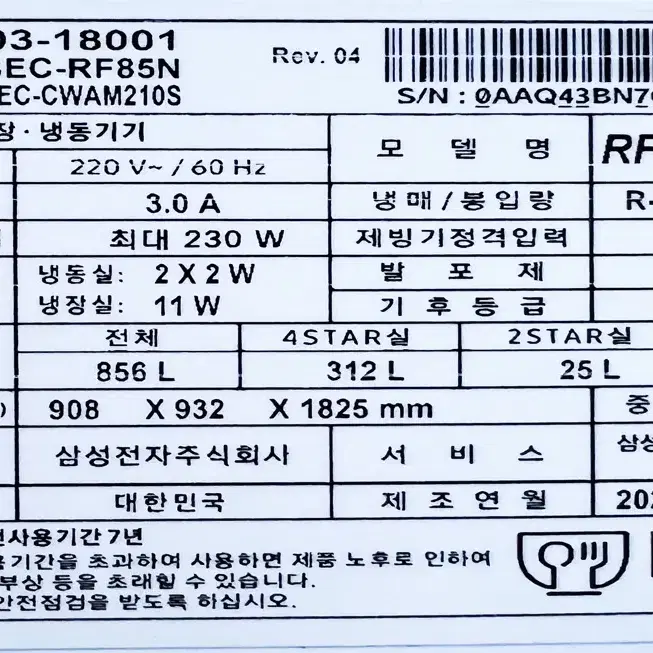 03-18001
EC-RF85N
EC-CWAM210S
Rev. 04
S/N : 0AAQ43BN7
장 · 냉동기기
모 델 명
RF
220 V~ / 60 Hz
3.0 A
냉매/봉입량
R-
최대 230 W
제빙기정격입력
냉동실: 2 X 2 W
발 포 제
냉장실: 11 W
기 후 등 급
전체
4STAR실
2STAR실
856 L
312 L
25 L
908 X 932 X 1825 mm
중
삼성전자주식회사
서 비 스
삼성
대한민국
제 조 연 월
202
사용기간 7년
기간을 초과하여 사용하면 제품 노후로 인하여
부상 등을 초래할 수 있습니다.
안전점검을 받도록 하십시오.